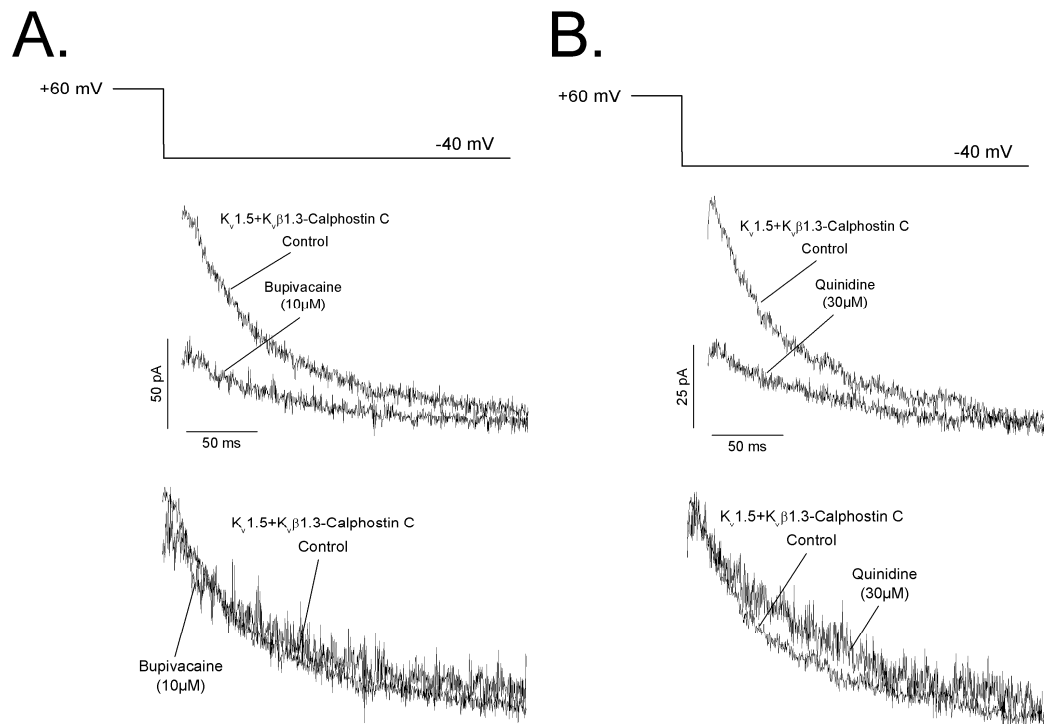 A.
+60 mV
-40 mV
Kv1.5+Kvβ1.3-Calphostin C
Control
Bupivacaine
(10µM)
50 pA
50 ms
Kv1.5+Kvβ1.3-Calphostin C
Control
Bupivacaine
(10µM)
B.
+60 mV
-40 mV
Kv1.5+Kvβ1.3-Calphostin C
Control
Quinidine
(30µM)
25 pA
50 ms
Kv1.5+Kvβ1.3-Calphostin C
Control
Quinidine
(30µM)